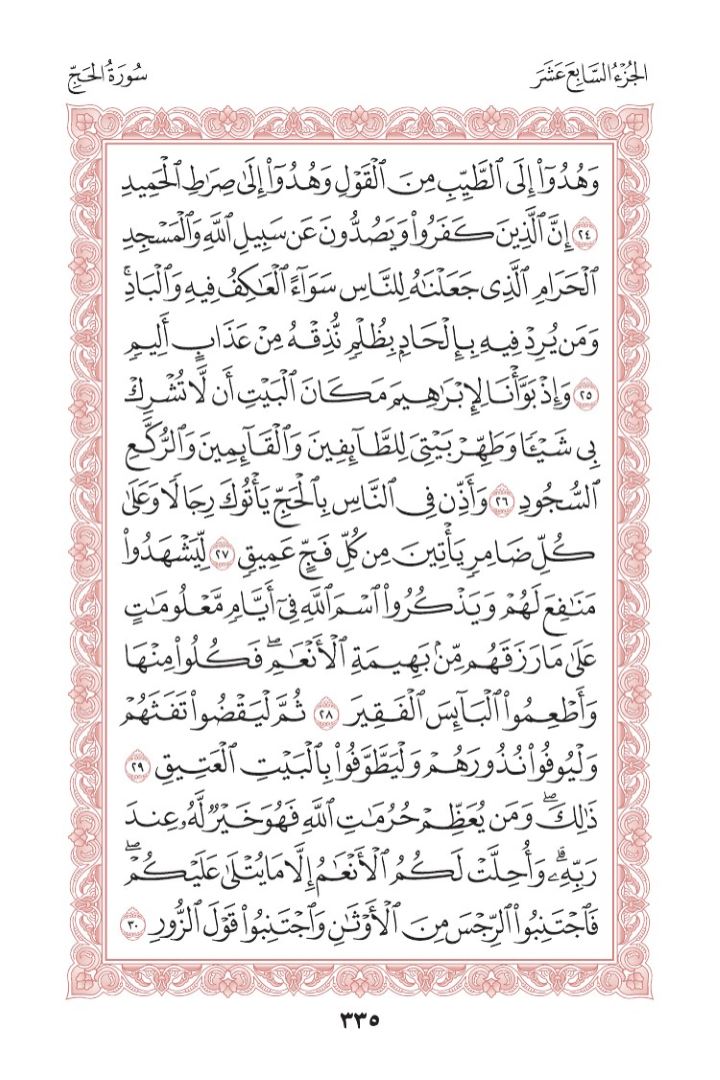 الجُزْءُ السَّابِعَ عَشَرَ
سُورَةُ الحَجِّ
وَهُدُوٓاْ إِلَى ٱلطَّيِّبِ مِنَ ٱلۡقَوۡلِ وَهُدُوٓاْ إِلَىٰ صِرَٰطِ ٱلۡحَمِيدِ
٢٤ إِنَّ ٱلَّذِينَ كَفَرُواْ وَيَصُدُّونَ عَن سَبِيلِ ٱللَّهِ وَٱلۡمَسۡجِدِ
ٱلۡحَرَامِ ٱلَّذِي جَعَلۡنَٰهُ لِلنَّاسِ سَوَآءً ٱلۡعَٰكِفُ فِيهِ وَٱلۡبَادِۚ
وَمَن يُرِدۡ فِيهِ بِإِلۡحَادِۭ بِظُلۡمٖ نُّذِقۡهُ مِنۡ عَذَابٍ أَلِيمٖ
٢٥ وَإِذۡ بَوَّأۡنَا لِإِبۡرَٰهِيمَ مَكَانَ ٱلۡبَيۡتِ أَن لَّا تُشۡرِكۡ
بِي شَيۡـٔٗا وَطَهِّرۡ بَيۡتِيَ لِلطَّآئِفِينَ وَٱلۡقَآئِمِينَ وَٱلرُّكَّعِ
ٱلسُّجُودِ ٢٦ وَأَذِّن فِي ٱلنَّاسِ بِٱلۡحَجِّ يَأۡتُوكَ رِجَالٗا وَعَلَىٰ
كُلِّ ضَامِرٖ يَأۡتِينَ مِن كُلِّ فَجٍّ عَمِيقٖ ٢٧ لِّيَشۡهَدُواْ
مَنَٰفِعَ لَهُمۡ وَيَذۡكُرُواْ ٱسۡمَ ٱللَّهِ فِيٓ أَيَّامٖ مَّعۡلُومَٰتٍ
عَلَىٰ مَا رَزَقَهُم مِّنۢ بَهِيمَةِ ٱلۡأَنۡعَٰمِۖ فَكُلُواْ مِنۡهَا
وَأَطۡعِمُواْ ٱلۡبَآئِسَ ٱلۡفَقِيرَ ٢٨ ثُمَّ لۡيَقۡضُواْ تَفَثَهُمۡ
وَلۡيُوفُواْ نُذُورَهُمۡ وَلۡيَطَّوَّفُواْ بِٱلۡبَيۡتِ ٱلۡعَتِيقِ ٢٩
ذَٰلِكَۖ وَمَن يُعَظِّمۡ حُرُمَٰتِ ٱللَّهِ فَهُوَ خَيۡرٞ لَّهُۥ عِندَ
رَبِّهِۦۗ وَأُحِلَّتۡ لَكُمُ ٱلۡأَنۡعَٰمُ إِلَّا مَا يُتۡلَىٰ عَلَيۡكُمۡۖ
فَٱجۡتَنِبُواْ ٱلرِّجۡسَ مِنَ ٱلۡأَوۡثَٰنِ وَٱجۡتَنِبُواْ قَوۡلَ ٱلزُّورِ ٣٠
٣٣٥